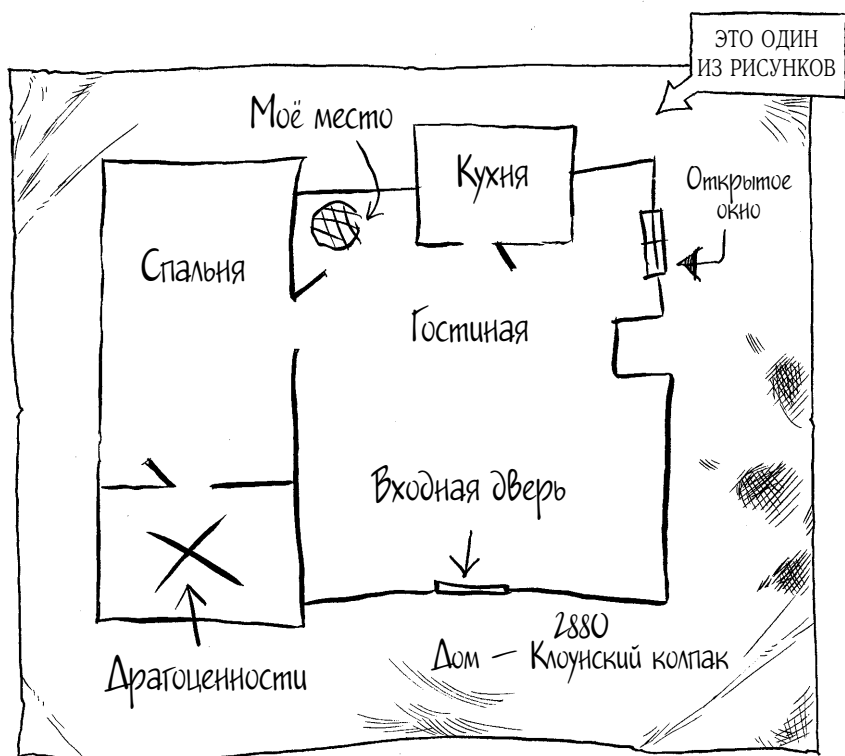 ЭТО ОДИН
ИЗ РИСУНКОВ
Моё место
Кухня
Открытое
окно
Спальня
Гостиная
Входная дверь
2880
Дом – Клоунский колпак
Драгоценности